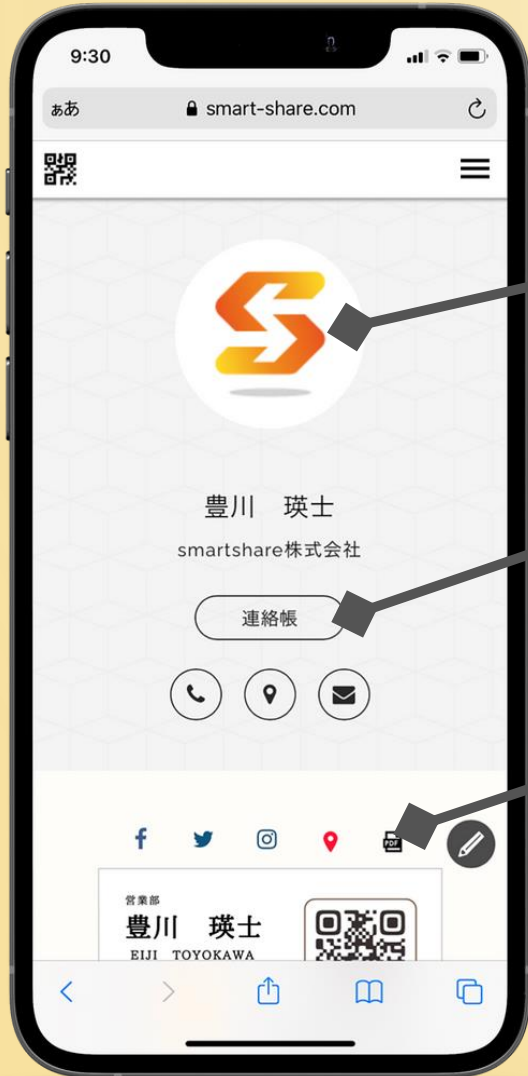 9:30
ああ smart-share.com
豊川 瑛士
smartshare株式会社
連絡帳
PDF
営業部
豊川 瑛士
EIJI TOYOKAWA